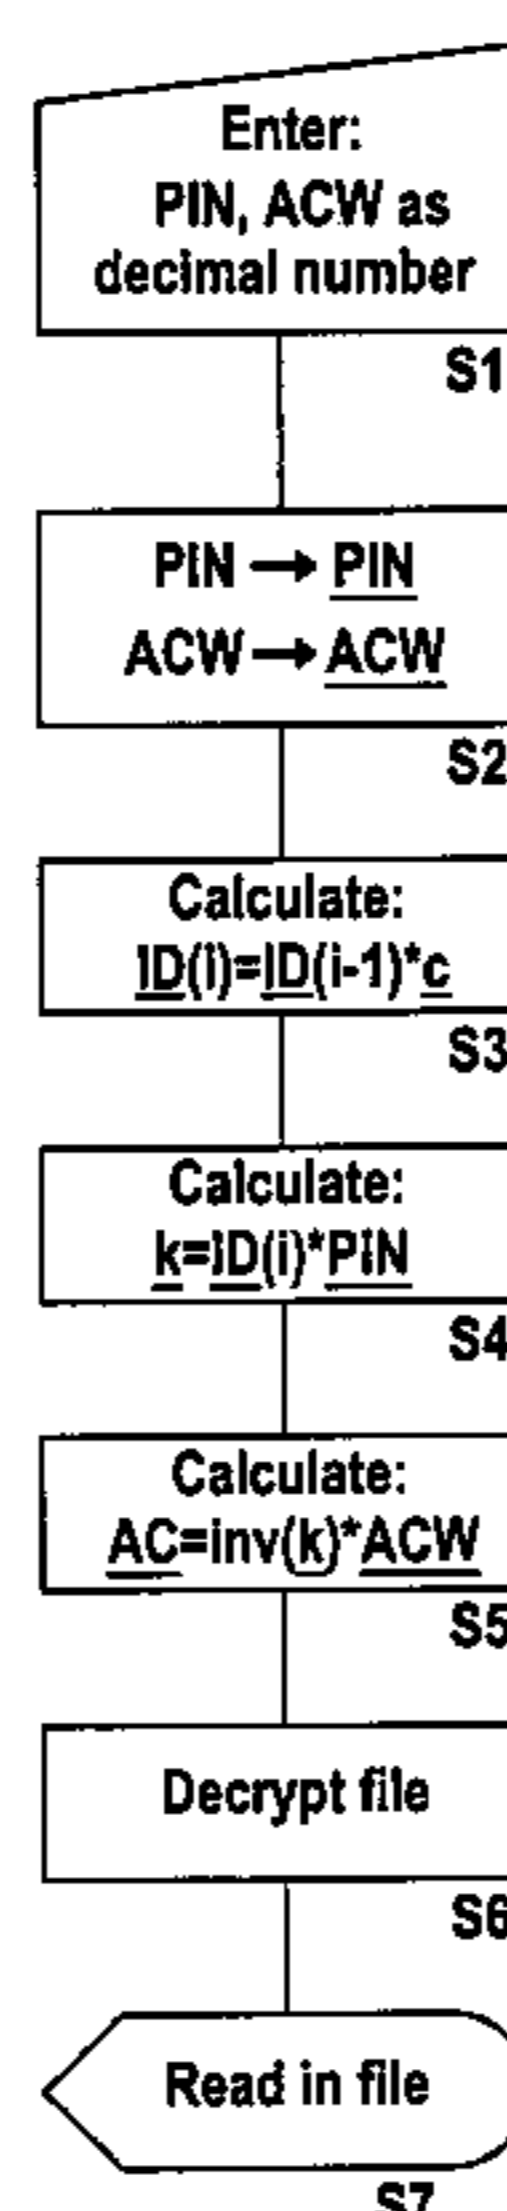 Enter:
PIN, ACW as
decimal number
S1
PIN → PIN
ACW → ACW
S2
Calculate:
ID(i)=ID(i-1)*c
S3
Calculate:
k=ID(i)*PIN
S4
Calculate:
AC=inv(k)*ACW
S5
Decrypt file
S6
Read in file
S7